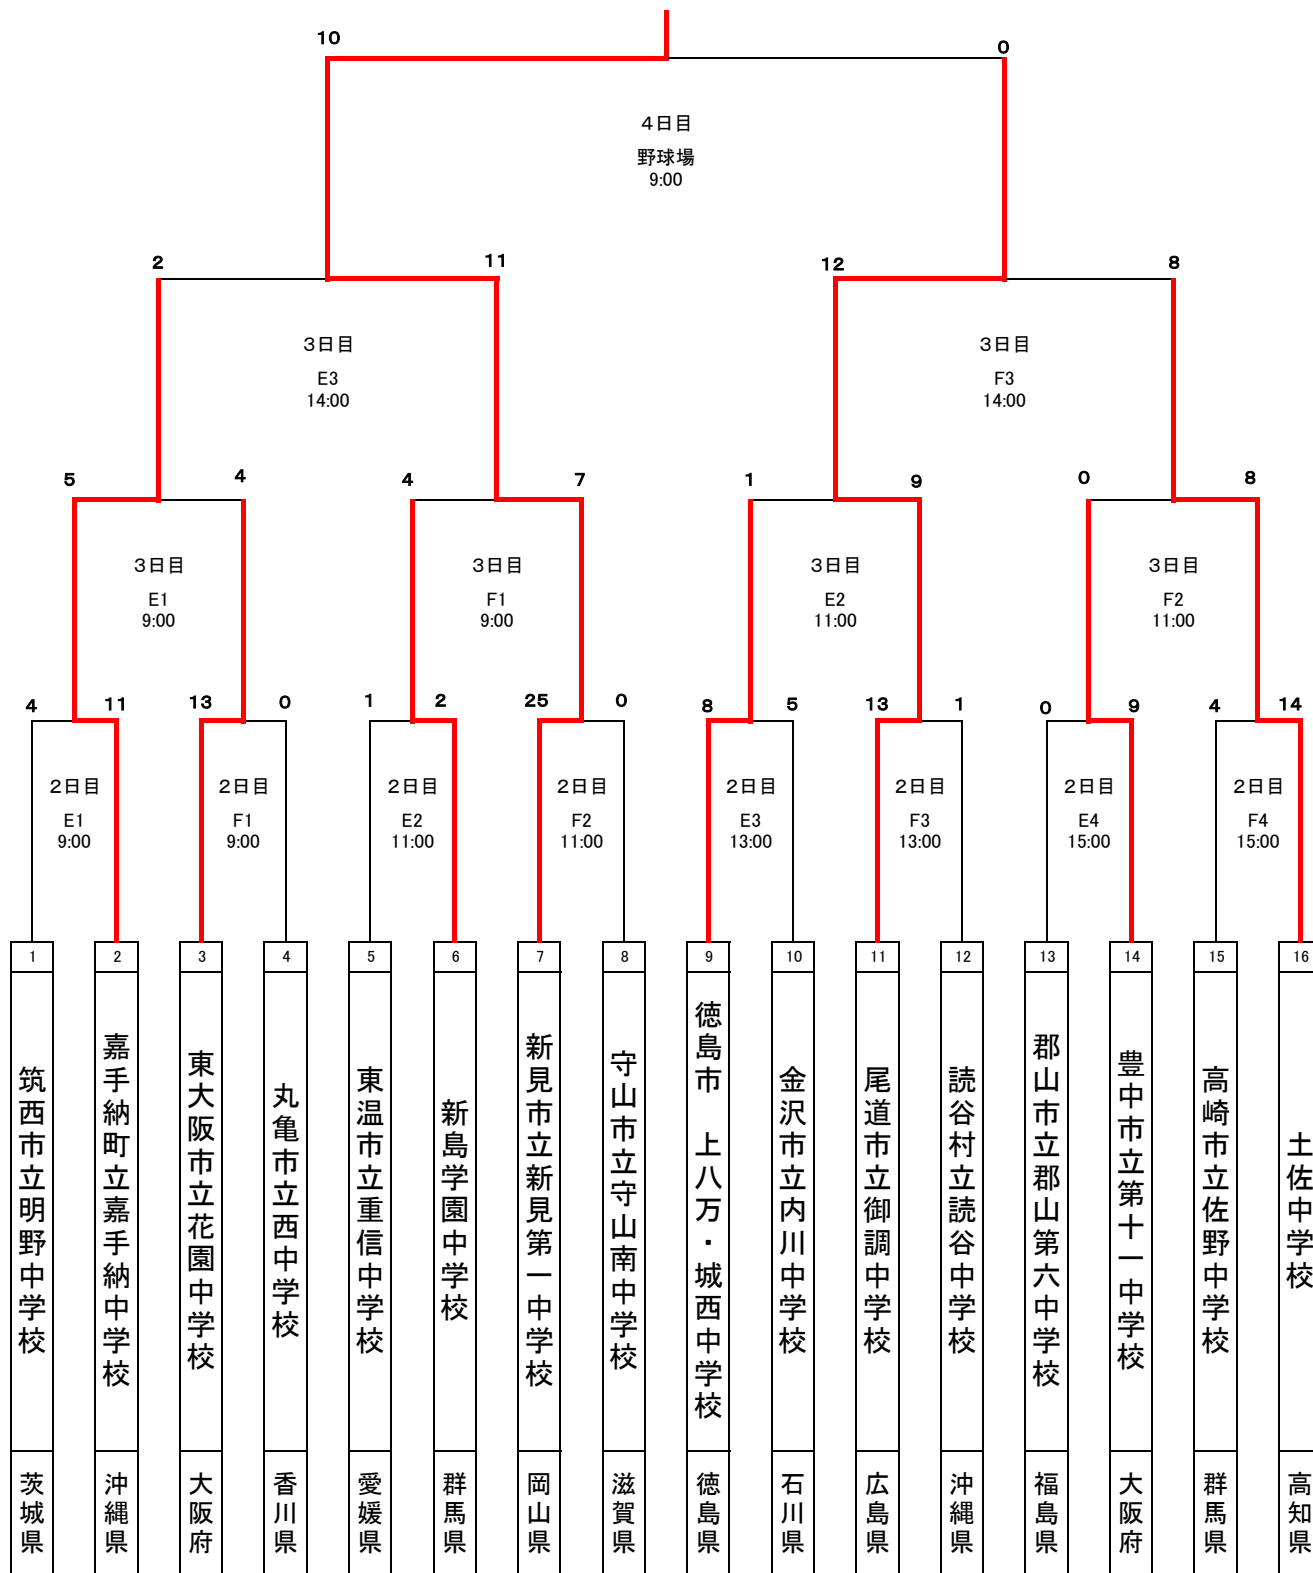 10
0
４日目
野球場
9:00
2
11
12
8
３日目
E3
14:00
３日目
F3
14:00
5
4
4
7
1
9
0
8
３日目
E1
9:00
３日目
F1
9:00
３日目
E2
11:00
３日目
F2
11:00
4
11
13
0
1
2
25
0
8
5
13
1
0
9
4
14
２日目
E1
9:00
２日目
F1
9:00
２日目
E2
11:00
２日目
F2
11:00
２日目
E3
13:00
２日目
F3
13:00
２日目
E4
15:00
２日目
F4
15:00
1
2
3
4
5
6
7
8
9
10
11
12
13
14
15
16
筑西市立明野中学校
嘉手納町立嘉手納中学校
東大阪市立花園中学校
丸亀市立西中学校
東温市立重信中学校
新島学園中学校
新見市立新見第一中学校
守山市立守山南中学校
徳島市　上八万・城西中学校
金沢市立内川中学校
尾道市立御調中学校
読谷村立読谷中学校
郡山市立郡山第六中学校
豊中市立第十一中学校
高崎市立佐野中学校
土佐中学校
茨城県
沖縄県
大阪府
香川県
愛媛県
群馬県
岡山県
滋賀県
徳島県
石川県
広島県
沖縄県
福島県
大阪府
群馬県
高知県